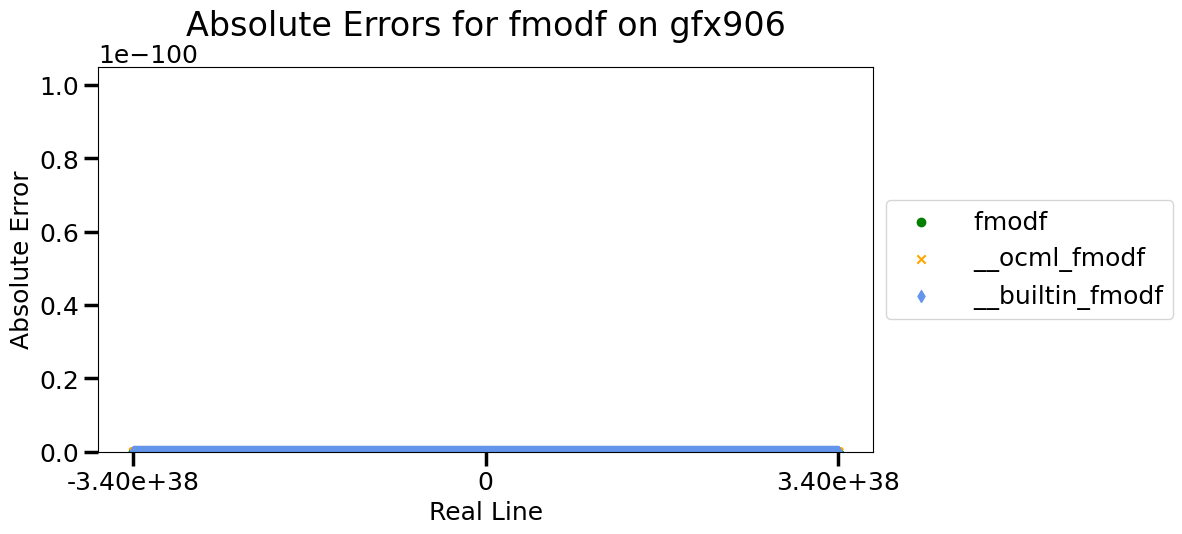 Absolute Errors for fmodf on gfx906
1e−100
1.0
0.8
0.6
0.4
0.2
0.0
Absolute Error
-3.40e+38
0
3.40e+38
Real Line
fmodf
__ocml_fmodf
__builtin_fmodf